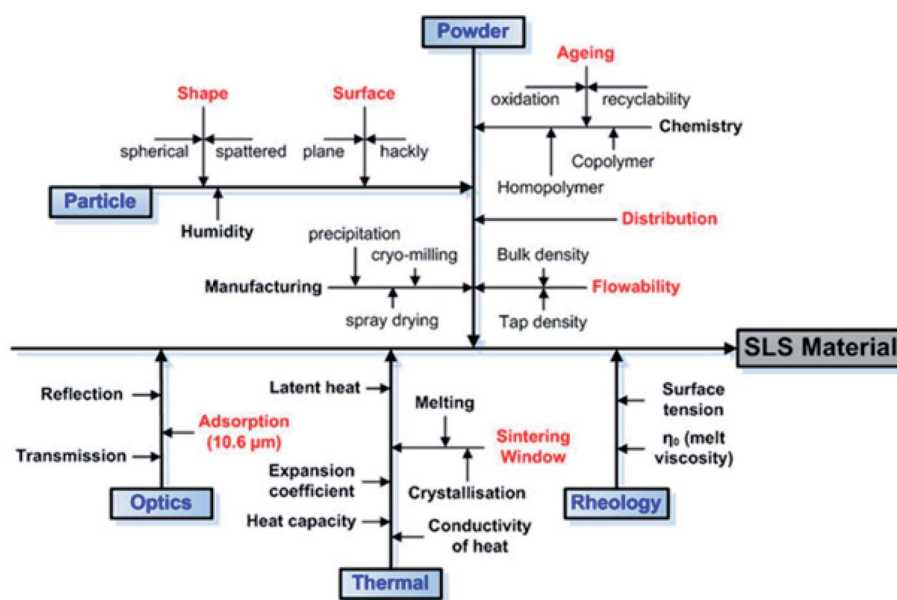 Powder
Ageing
Shape
Surface
oxidation
recyclability
Chemistry
spherical
spattered
plane
hackly
Copolymer
Homopolymer
Particle
Humidity
Distribution
precipitation
cryo-milling
Bulk density
Manufacturing
Flowability
spray drying
Tap density
SLS Material
Reflection
Latent heat
Surface
tension
Melting
Adsorption
(10.6 µm)
Sintering
Window
Transmission
η₀ (melt
viscosity)
Expansion
coefficient
Crystallisation
Optics
Rheology
Heat capacity
Conductivity
of heat
Thermal